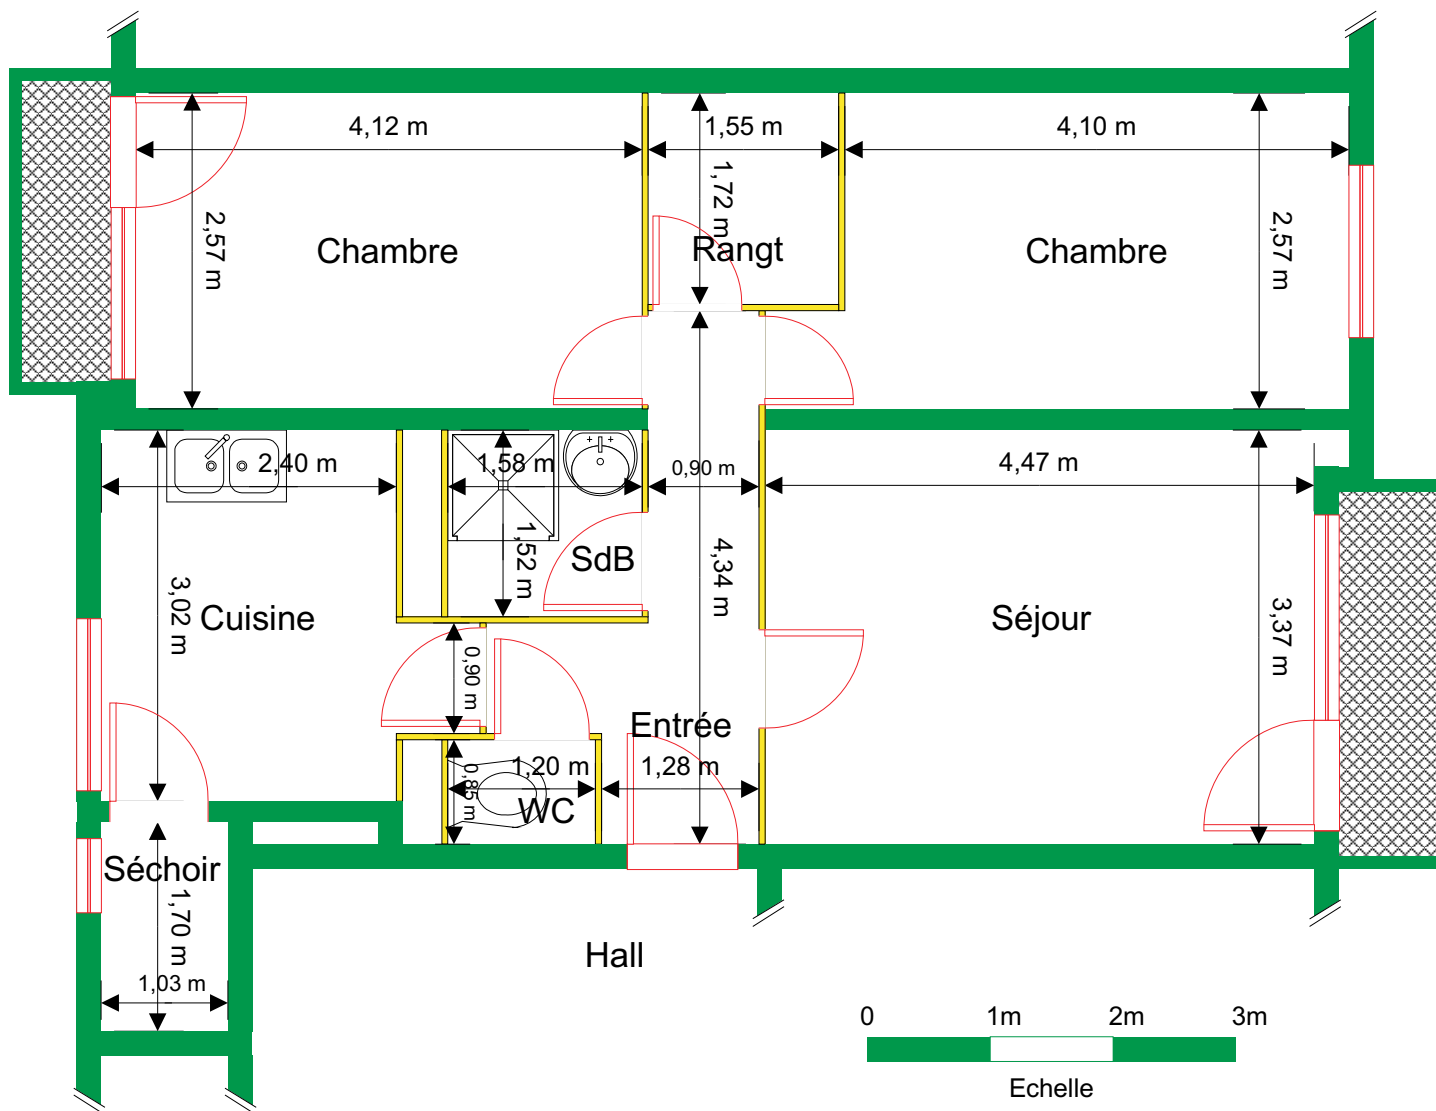 4,12 m
1,55 m
4,10 m
2,57 m
Chambre
1,72 m
Rangt
Chambre
2,57 m
2,40 m
1,58 m
0,90 m
4,47 m
3,02 m
Cuisine
1,52 m
SdB
4,34 m
Séjour
3,37 m
0,90 m
Entrée
1,20 m
1,28 m
0,85 m
WC
Séchoir
1,70 m
1,03 m
Hall
0 1m 2m 3m
Echelle